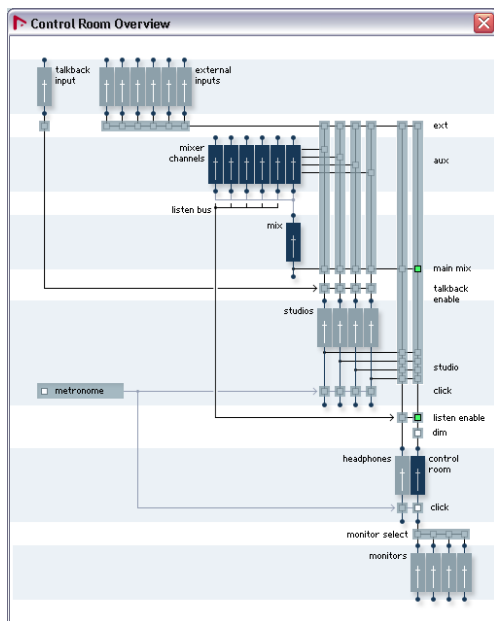 Control Room Overview
talkback
input
external
inputs
ext
mixer
channels
aux
listen bus
mix
main mix
talkback
enable
studios
studio
metronome
click
listen enable
dim
headphones
control
room
click
monitor select
monitors